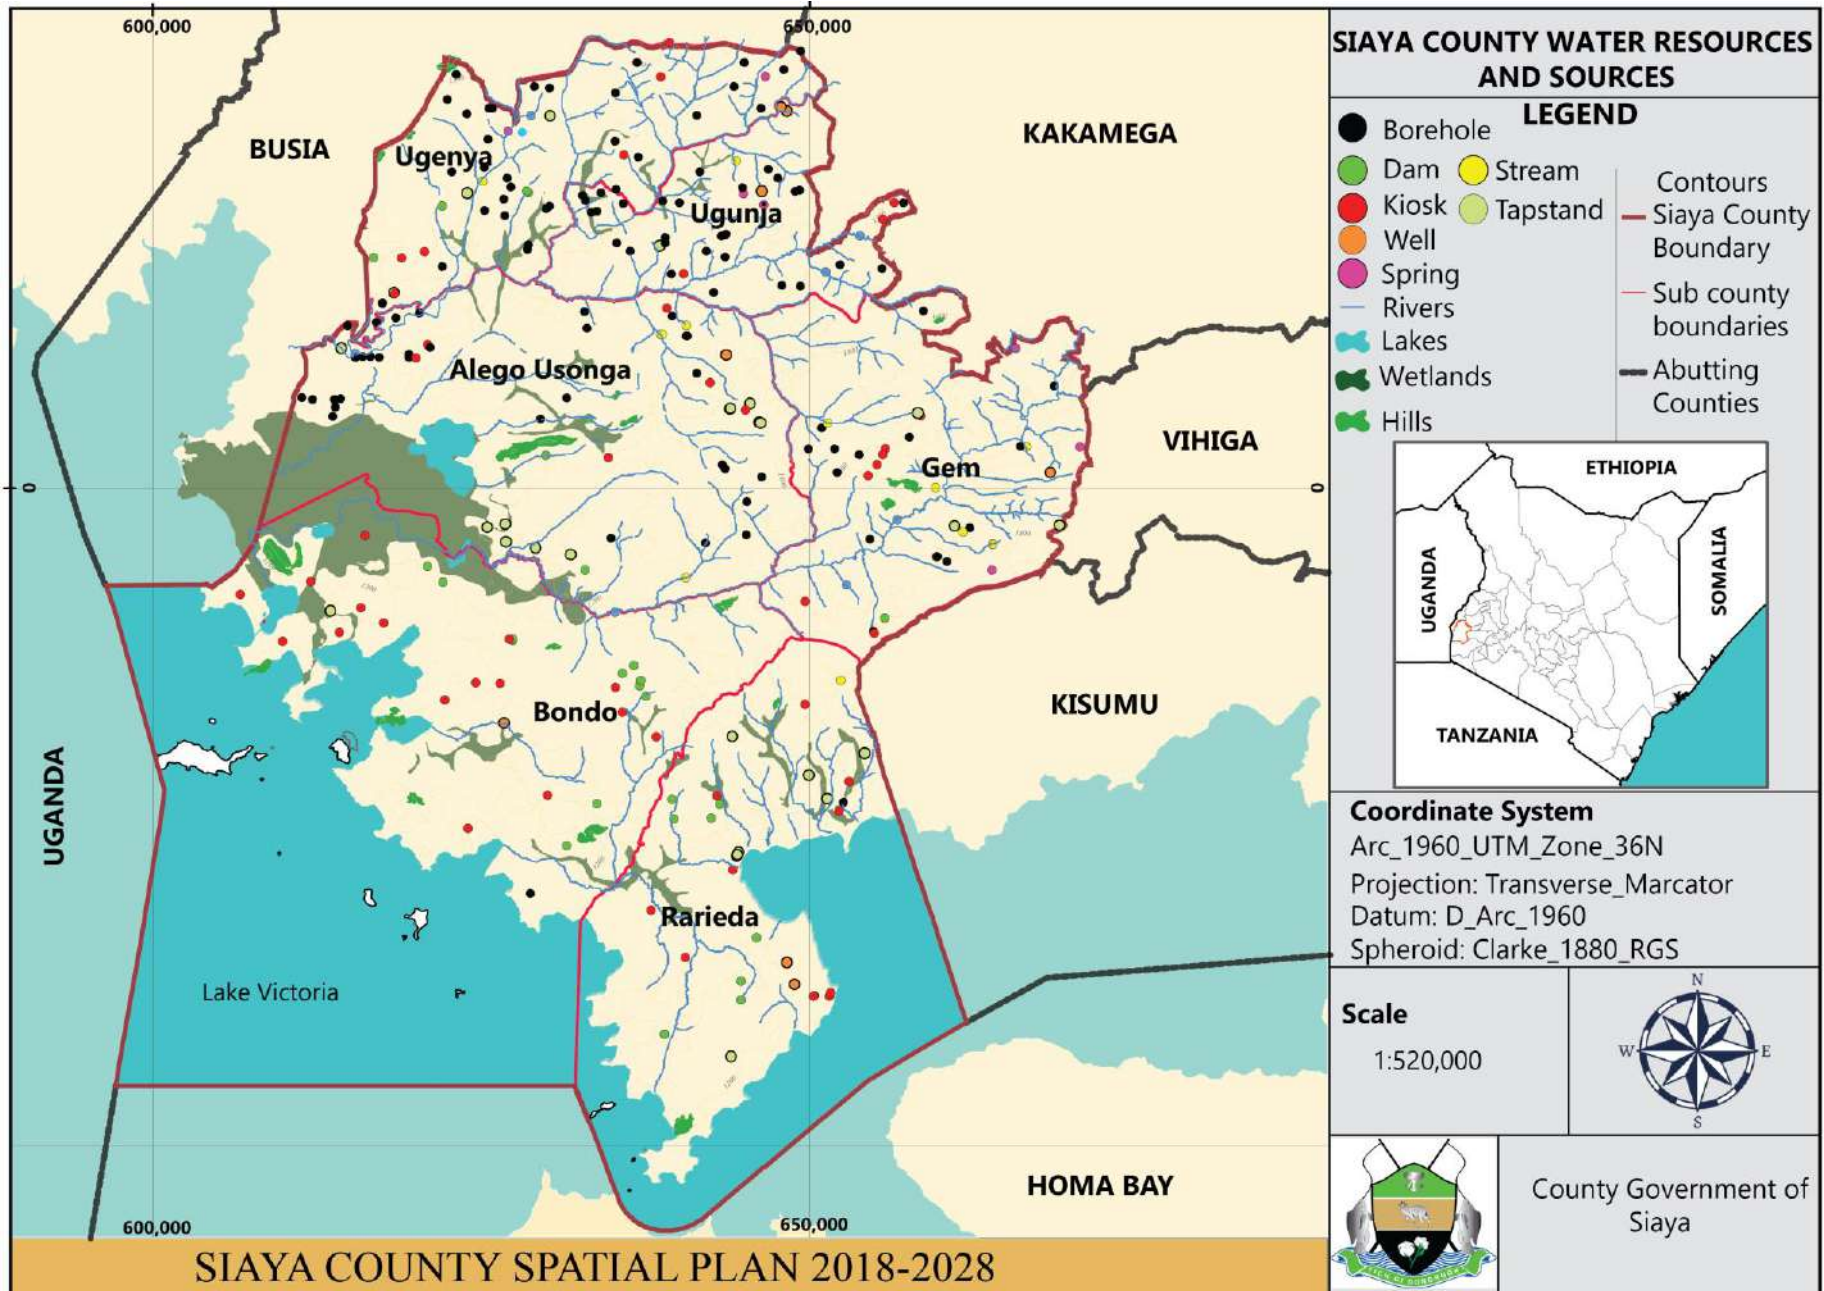 600,000
650,000
BUSIA
KAKAMEGA
Ugenya
Ugunja
Alego Usonga
VIHIGA
Gem
0
0
Bondo
KISUMU
UGANDA
Rarieda
Lake Victoria
HOMA BAY
600,000
650,000
SIAYA COUNTY SPATIAL PLAN 2018-2028
SIAYA COUNTY WATER RESOURCES
AND SOURCES
LEGEND
Borehole
Dam
Stream
Kiosk
Tapstand
Well
Spring
Rivers
Lakes
Wetlands
Hills
Contours
Siaya County
Boundary
Sub county
boundaries
Abutting
Counties
ETHIOPIA
UGANDA
SOMALIA
TANZANIA
Coordinate System
Arc_1960_UTM_Zone_36N
Projection: Transverse_Marcator
Datum: D_Arc_1960
Spheroid: Clarke_1880_RGS
Scale
1:520,000
N
W
E
S
County Government of
Siaya